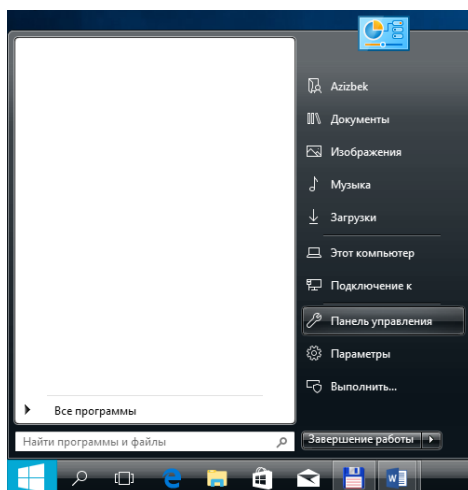 Azizbek
Документы
Изображения
Музыка
Загрузки
Этот компьютер
Подключение к
Панель управления
Параметры
Выполнить...
Все программы
Найти программы и файлы
Завершение работы